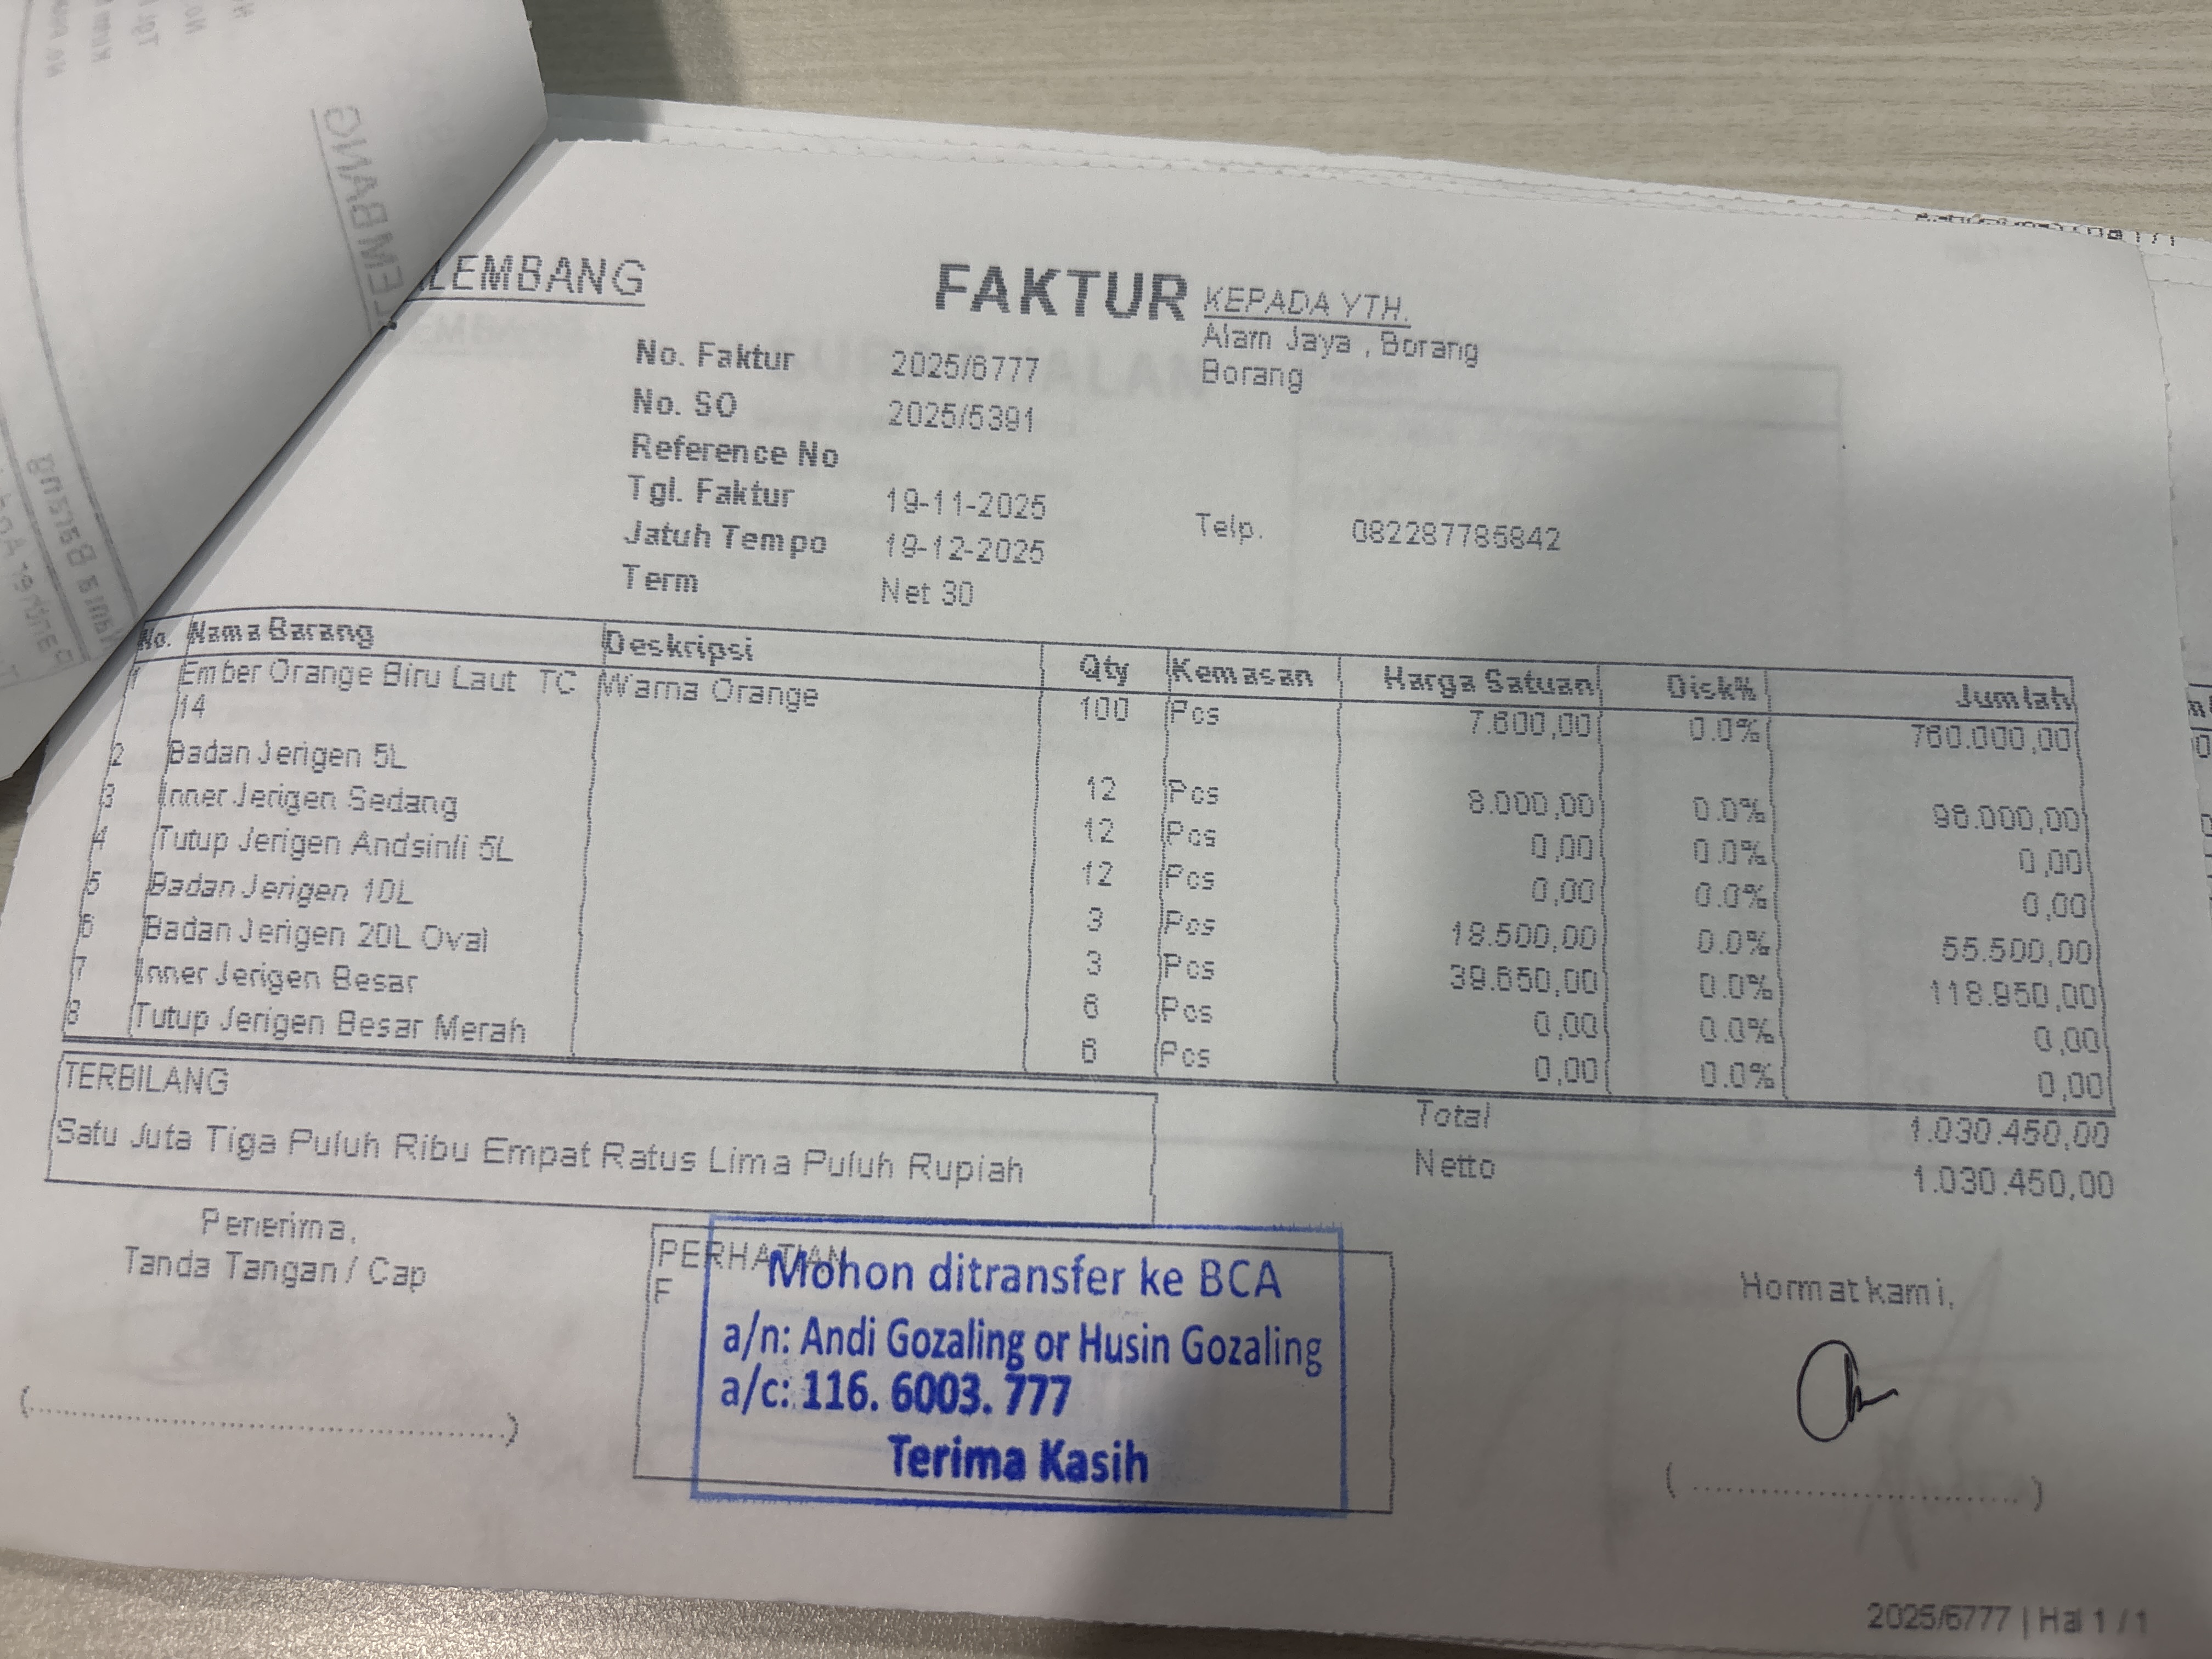 LEMBANG
FAKTUR
KEPADA YTH.
Alam Jaya , Borang
Borang
No. Faktur 2025/6777
No. SO 2025/6391
Reference No
Tgl. Faktur 19-11-2025
Jatuh Tempo 19-12-2025
Term Net 30
Telp. 082287785842
No. Nama Barang Deskripsi Qty Kemasan Harga Satuan Disk% Jumlah
1 Ember Orange Biru Laut TC Warna Orange 100 Pcs 7.600,00 0.0% 760.000,00
14
2 Badan Jerigen 5L 12 Pcs 8.000,00 0.0% 96.000,00
3 Inner Jerigen Sedang 12 Pcs 0,00 0.0% 0,00
4 Tutup Jerigen Andsinli 5L 12 Pcs 0,00 0.0% 0,00
5 Badan Jerigen 10L 3 Pcs 18.500,00 0.0% 55.500,00
6 Badan Jerigen 20L Oval 3 Pcs 39.650,00 0.0% 118.950,00
7 Inner Jerigen Besar 6 Pcs 0,00 0.0% 0,00
8 Tutup Jerigen Besar Merah 6 Pcs 0,00 0.0% 0,00
TERBILANG
Satu Juta Tiga Puluh Ribu Empat Ratus Lima Puluh Rupiah
Total 1.030.450,00
Netto 1.030.450,00
Penerima,
Tanda Tangan / Cap
PERHATIAN
F
Mohon ditransfer ke BCA
a/n: Andi Gozaling or Husin Gozaling
a/c: 116. 6003. 777
Terima Kasih
Hormat kami,
2025/6777 | Hal 1 / 1